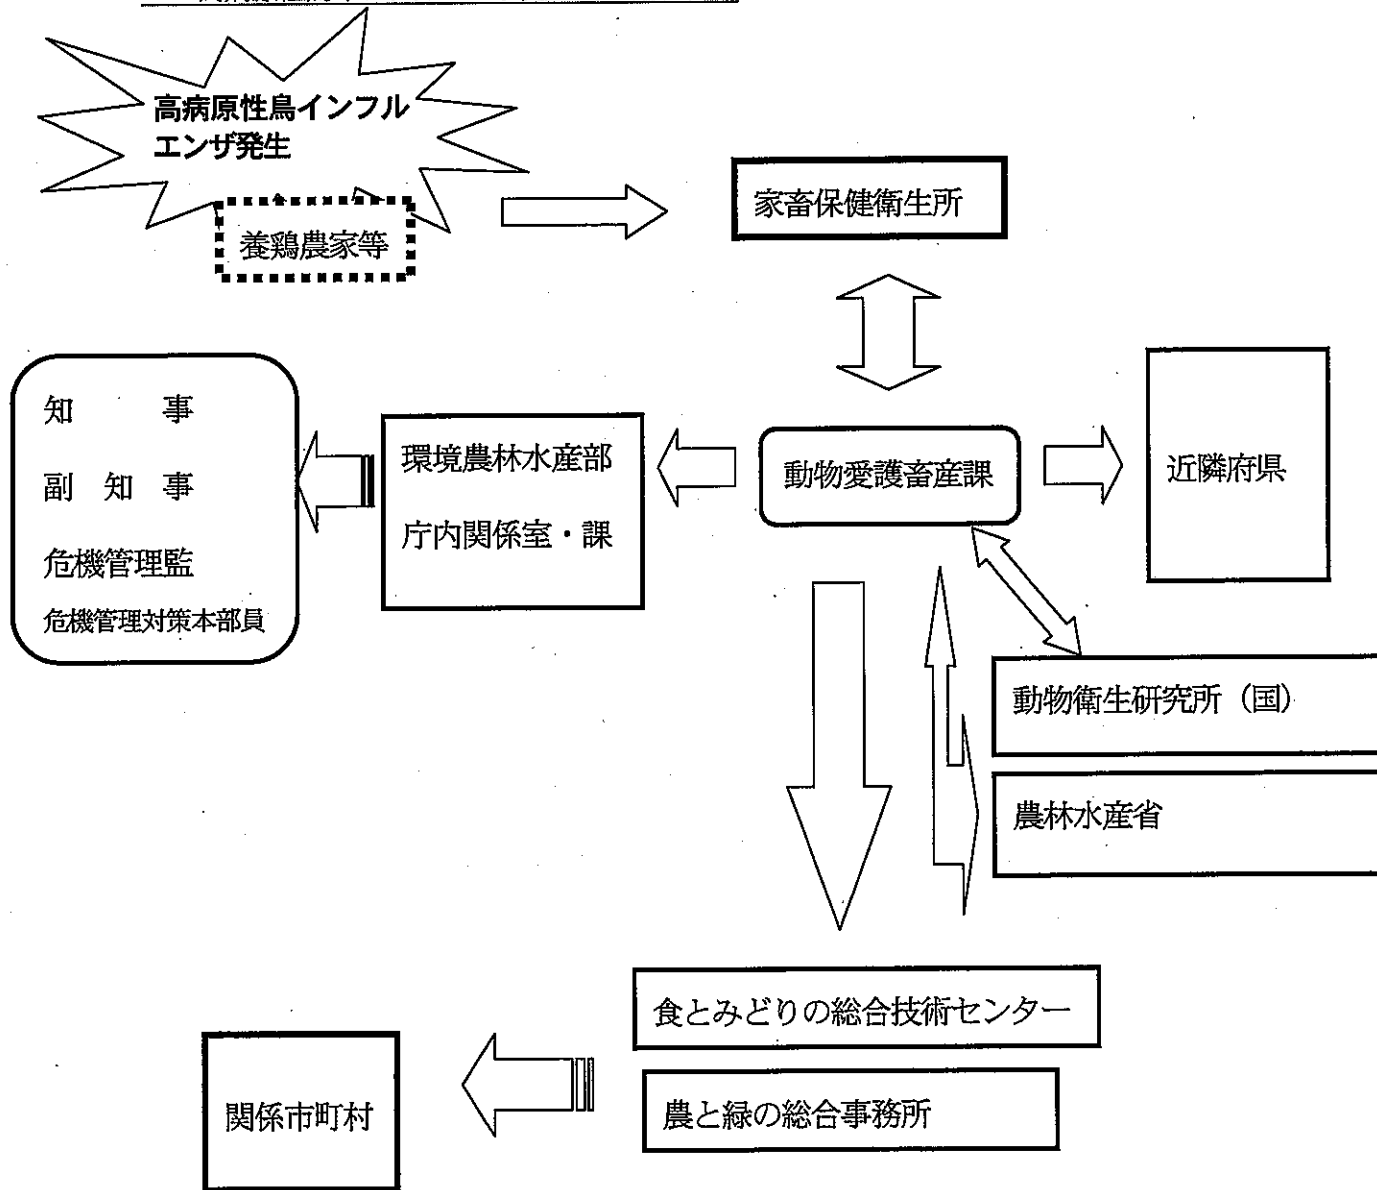 高病原性鳥インフル
エンザ発生
養鶏農家等
家畜保健衛生所
知 事
副 知 事
危機管理監
危機管理対策本部員
環境農林水産部
庁内関係室・課
動物愛護畜産課
近隣府県
動物衛生研究所（国）
農林水産省
食とみどりの総合技術センター
農と緑の総合事務所
関係市町村